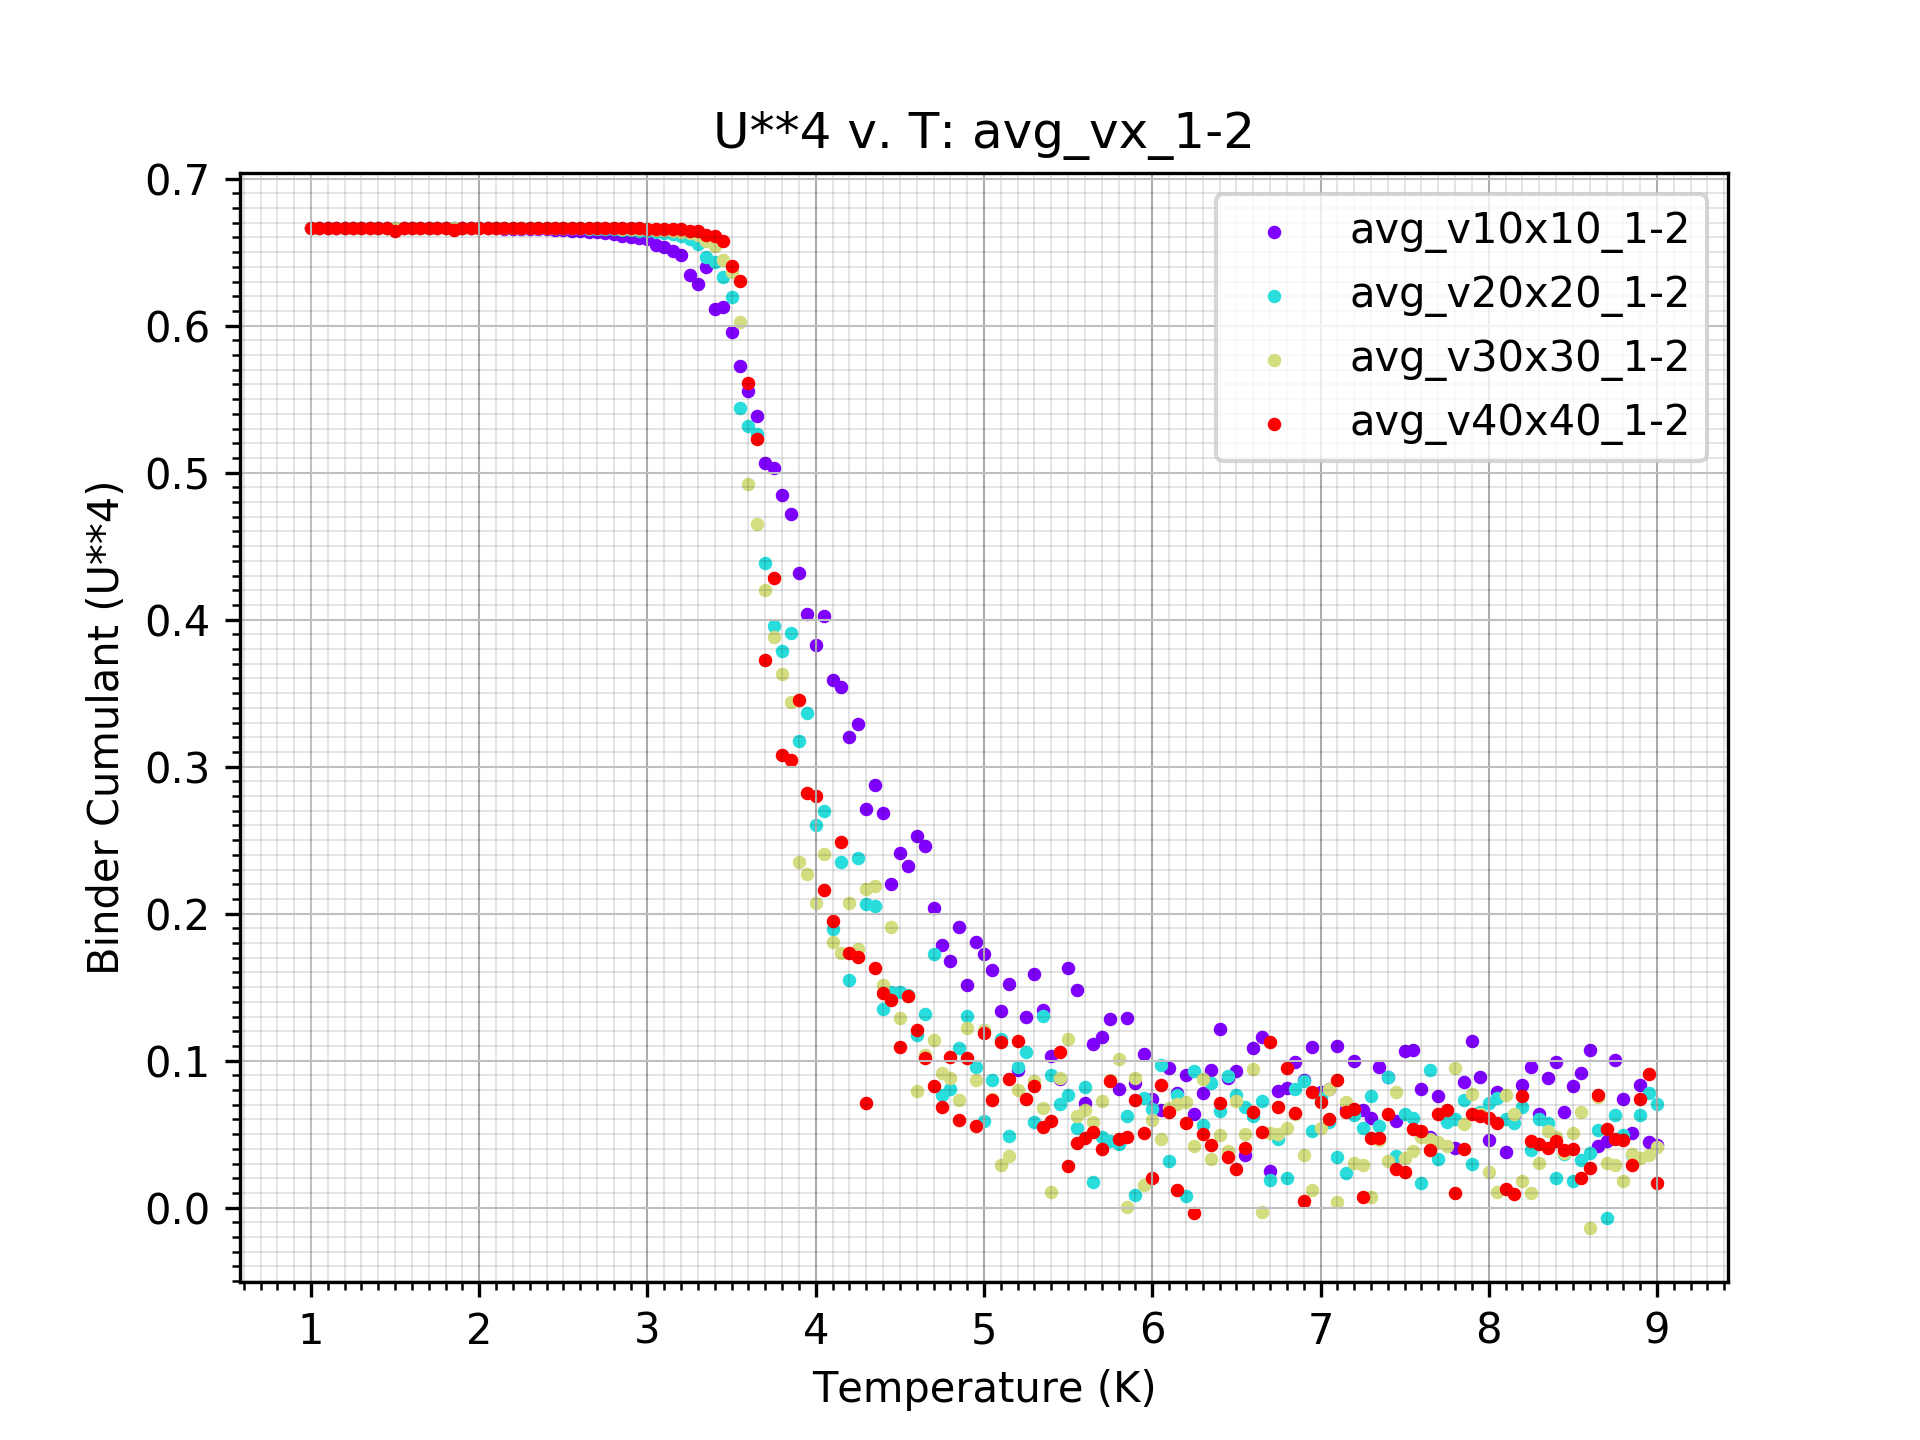 U**4 v. T: avg_vx_1-2
avg_v10x10_1-2
avg_v20x20_1-2
avg_v30x30_1-2
avg_v40x40_1-2
Binder Cumulant (U**4)
0.7
0.6
0.5
0.4
0.3
0.2
0.1
0.0
1 2 3 4 5 6 7 8 9
Temperature (K)